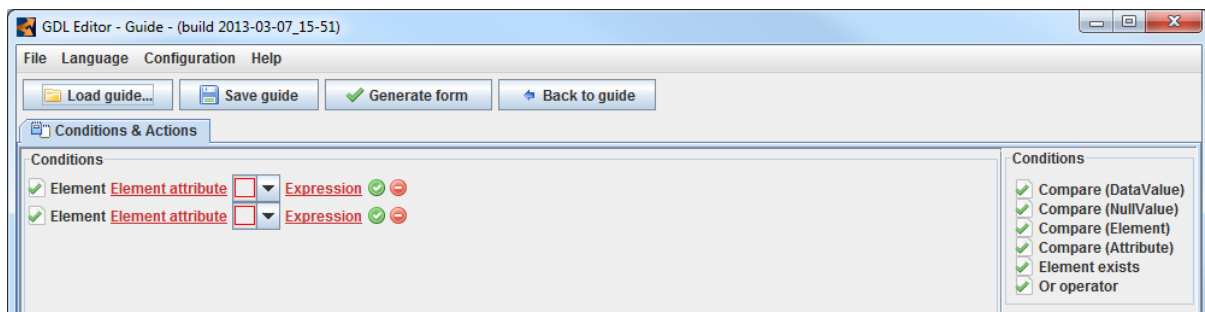 GDL Editor - Guide - (build 2013-03-07_15-51)
File Language Configuration Help
Load guide... Save guide Generate form Back to guide
Conditions & Actions
Conditions
Element Element attribute Expression
Element Element attribute Expression
Conditions
Compare (DataValue)
Compare (NullValue)
Compare (Element)
Compare (Attribute)
Element exists
Or operator